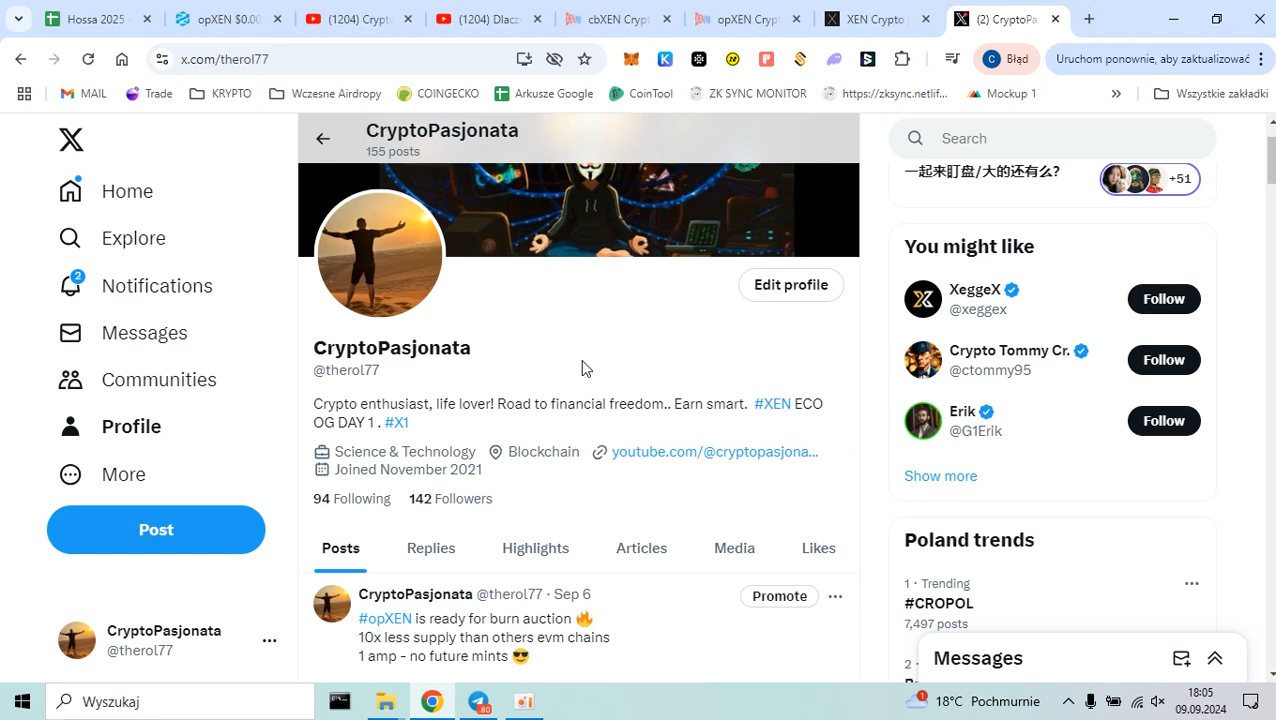 Hossa 2025
opXEN $0.0
(1204) Crypto
(1204) Dlac
cbXEN Crypt
opXEN Crypt
XEN Crypto
(2) CryptoPa
x.com/therol77
Błąd
Uruchom ponownie, aby zaktualizować
MAIL
Trade
KRYPTO
Wczesne Airdropy
COINGECKO
Arkusze Google
CoinTool
ZK SYNC MONITOR
https://zksync.netlif...
Mockup 1
Wszystkie zakładki
Home
Explore
2
Notifications
Messages
Communities
Profile
More
Post
CryptoPasjonata
@therol77
CryptoPasjonata
155 posts
Edit profile
CryptoPasjonata
@therol77
Crypto enthusiast, life lover! Road to financial freedom.. Earn smart. #XEN ECO
OG DAY 1 . #X1
Science & Technology Blockchain youtube.com/@cryptopasjona...
Joined November 2021
94 Following 142 Followers
Posts Replies Highlights Articles Media Likes
CryptoPasjonata @therol77 · Sep 6
Promote
#opXEN is ready for burn auction 🔥
10x less supply than others evm chains
1 amp - no future mints 😎
Search
一起来盯盘/大的还有么?
+51
You might like
XeggeX
@xeggex
Follow
Crypto Tommy Cr.
@ctommy95
Follow
Erik
@G1Erik
Follow
Show more
Poland trends
1 · Trending
#CROPOL
7,497 posts
2 ·
Messages
Wyszukaj
80
1
18°C Pochmurnie
18:05
09.09.2024